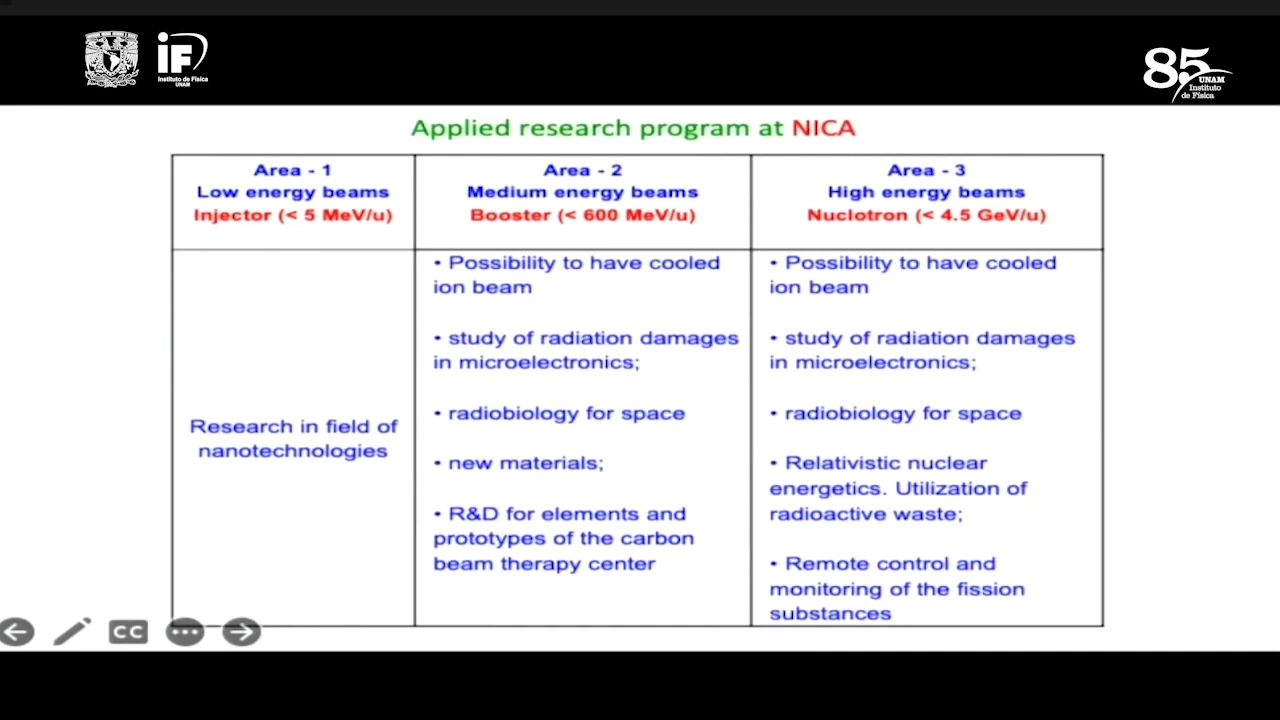 iF
Instituto de Física
UNAM
85
UNAM
Instituto
de Física
Applied research program at NICA
Area - 1
Low energy beams
Injector (< 5 MeV/u)
Area - 2
Medium energy beams
Booster (< 600 MeV/u)
Area - 3
High energy beams
Nuclotron (< 4.5 GeV/u)
Research in field of
nanotechnologies
• Possibility to have cooled
ion beam
• study of radiation damages
in microelectronics;
• radiobiology for space
• new materials;
• R&D for elements and
prototypes of the carbon
beam therapy center
• Possibility to have cooled
ion beam
• study of radiation damages
in microelectronics;
• radiobiology for space
• Relativistic nuclear
energetics. Utilization of
radioactive waste;
• Remote control and
monitoring of the fission
substances
CC